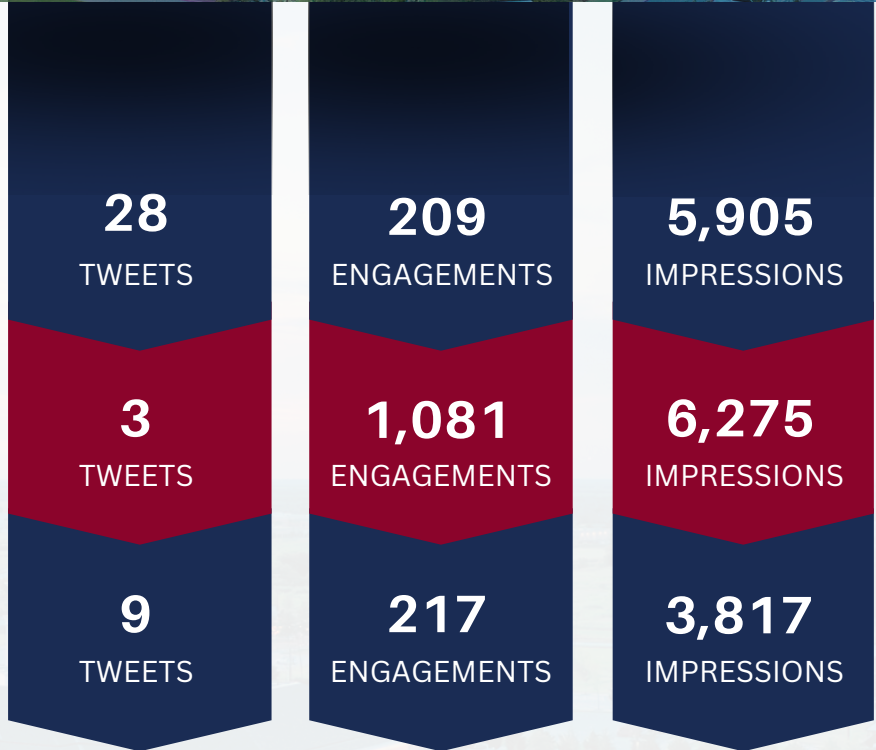 28
TWEETS
209
ENGAGEMENTS
5,905
IMPRESSIONS
3
TWEETS
1,081
ENGAGEMENTS
6,275
IMPRESSIONS
9
TWEETS
217
ENGAGEMENTS
3,817
IMPRESSIONS